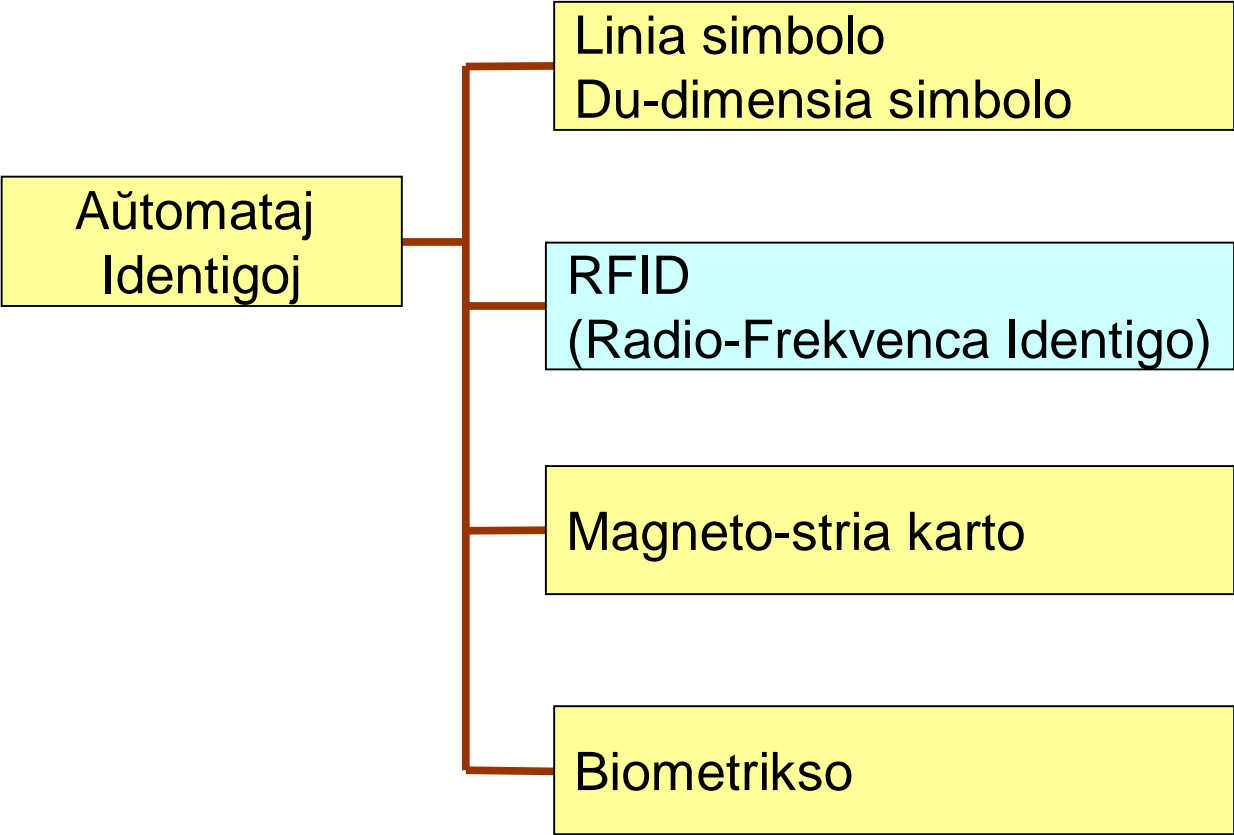 Linia simbolo
Du-dimensia simbolo
Aŭtomataj
Identigoj
RFID
(Radio-Frekvenca Identigo)
Magneto-stria karto
Biometrikso